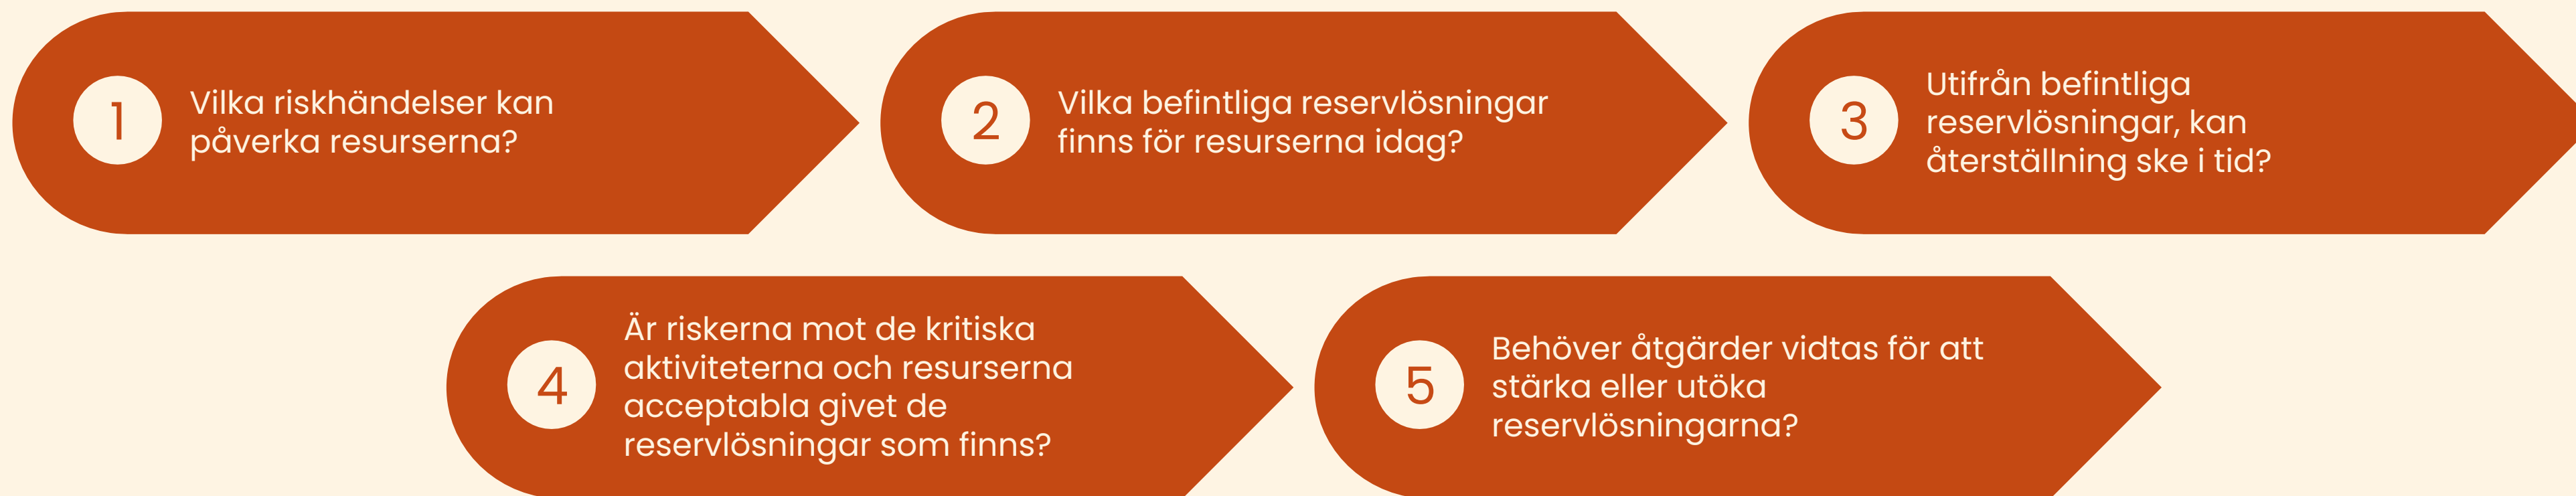 1
Vilka riskhändelser kan
påverka resurserna?
2
Vilka befintliga reservlösningar
finns för resurserna idag?
3
Utifrån befintliga
reservlösningar, kan
återställning ske i tid?
4
Är riskerna mot de kritiska
aktiviteterna och resurserna
acceptabla givet de
reservlösningar som finns?
5
Behöver åtgärder vidtas för att
stärka eller utöka
reservlösningarna?